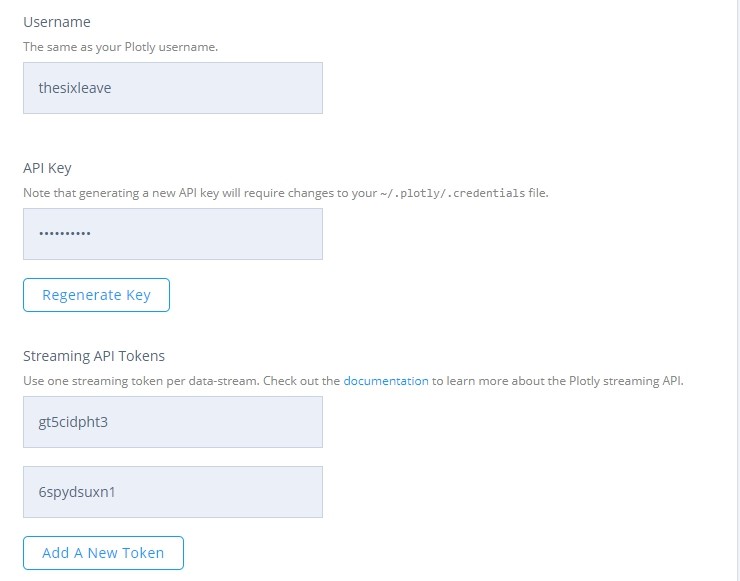 Username
The same as your Plotly username.
thesixleave
API Key
Note that generating a new API key will require changes to your ~/.plotly/.credentials file.
••••••••••
Regenerate Key
Streaming API Tokens
Use one streaming token per data-stream. Check out the documentation to learn more about the Plotly streaming API.
gt5cidpht3
6spydsuxn1
Add A New Token